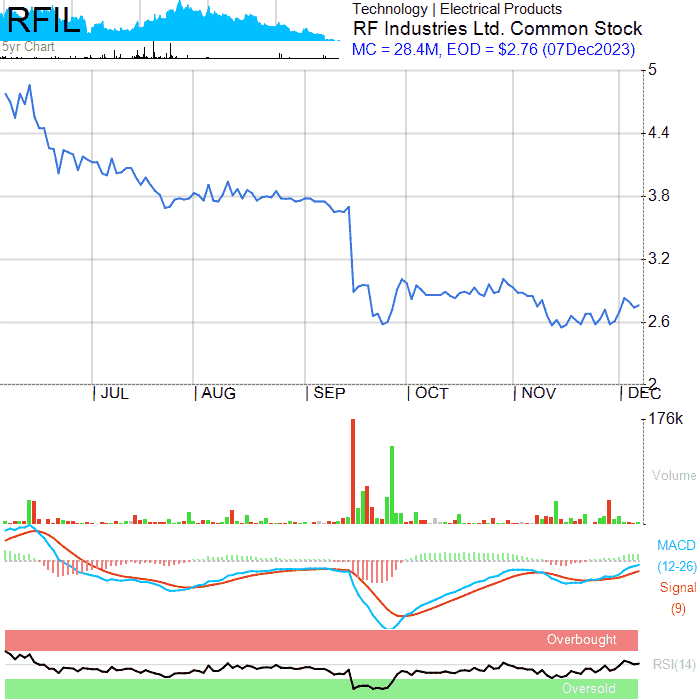 RFIL
5yr Chart
Technology | Electrical Products
RF Industries Ltd. Common Stock
MC = 28.4M, EOD = $2.76 (07Dec2023)
5
4.4
3.8
3.2
2.6
2
| JUL | AUG | SEP | OCT | NOV | DEC
176k
Volume
MACD
(12-26)
Signal
(9)
Overbought
RSI(14)
Oversold